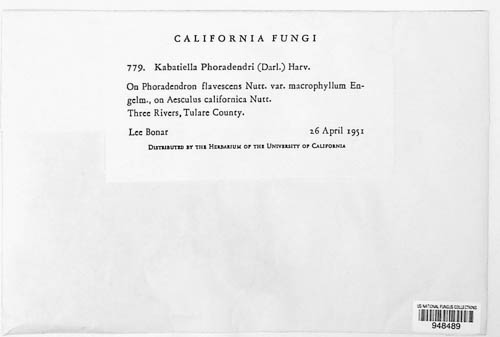 CALIFORNIA FUNGI
779. Kabatiella Phoradendri (Darl.) Harv.
On Phoradendron flavescens Nutt. var. macrophyllum En-
gelm., on Aesculus californica Nutt.
Three Rivers, Tulare County.
Lee Bonar 26 April 1951
DISTRIBUTED BY THE HERBARIUM OF THE UNIVERSITY OF CALIFORNIA
US NATIONAL FUNGUS COLLECTIONS
948489